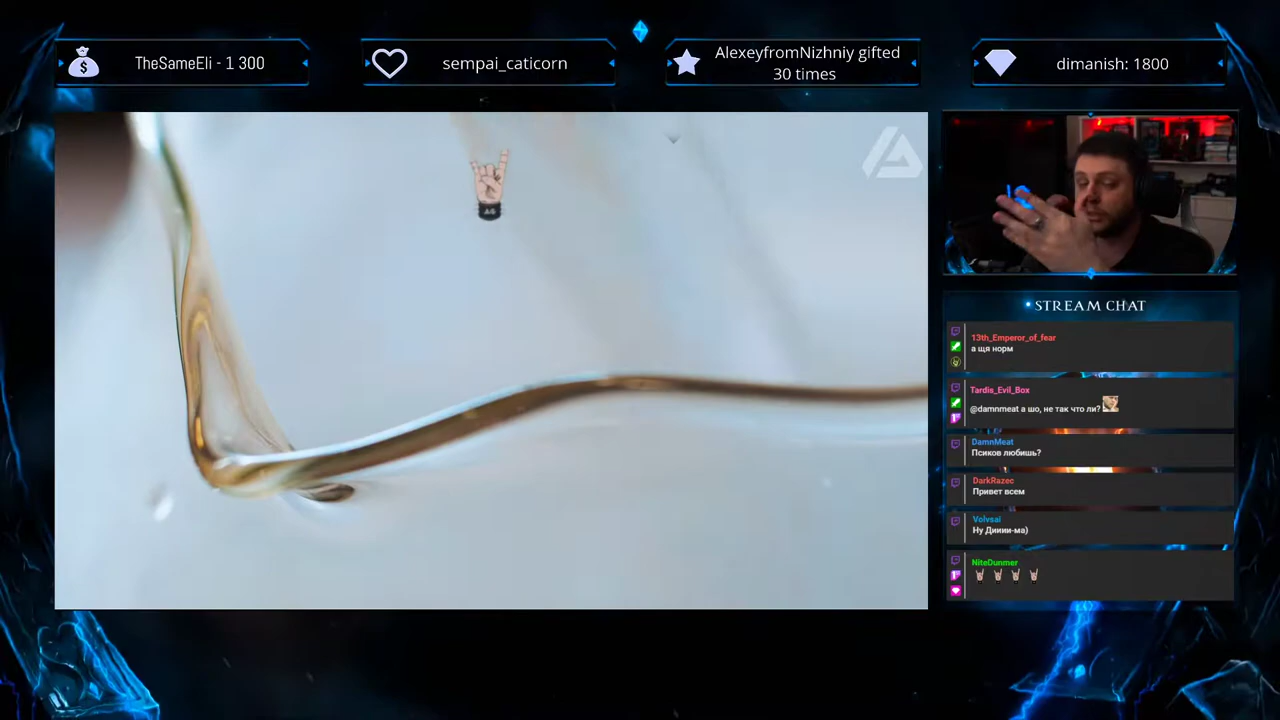 TheSameEli - 1 300
sempai_caticorn
AlexeyfromNizhniy gifted
30 times
dimanish: 1800
STREAM CHAT
13th_Emperor_of_fear
а щя норм
Tardis_Evil_Box
@damnmeat а шо, не так что ли?
DamnMeat
Псиков любишь?
DarkRazec
Привет всем
Volvsai
Ну Дииии-ма)
NiteDunmer